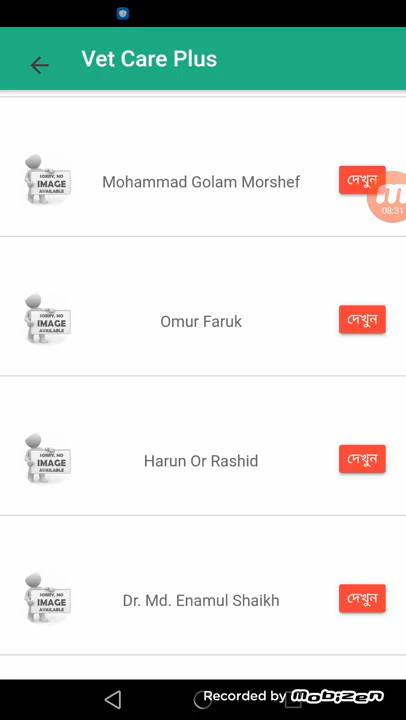 Vet Care Plus
SORRY, NO
IMAGE
AVAILABLE
Mohammad Golam Morshef
দেখুন
08:31
SORRY, NO
IMAGE
AVAILABLE
Omur Faruk
দেখুন
SORRY, NO
IMAGE
AVAILABLE
Harun Or Rashid
দেখুন
SORRY, NO
IMAGE
AVAILABLE
Dr. Md. Enamul Shaikh
দেখুন
Recorded by Mobizen